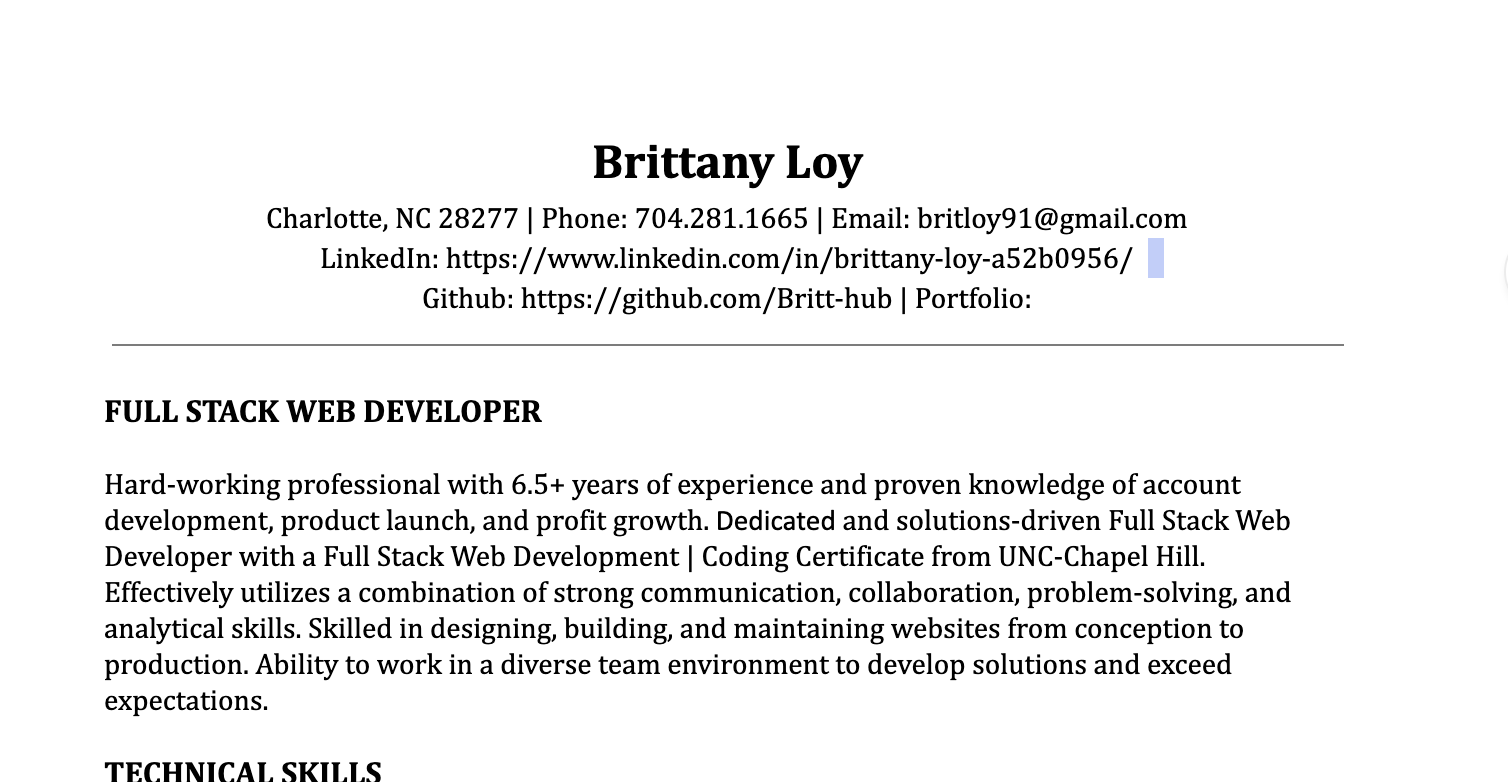 Brittany Loy
Charlotte, NC 28277 | Phone: 704.281.1665 | Email: britloy91@gmail.com
LinkedIn: https://www.linkedin.com/in/brittany-loy-a52b0956/
Github: https://github.com/Britt-hub | Portfolio:
FULL STACK WEB DEVELOPER
Hard-working professional with 6.5+ years of experience and proven knowledge of account
development, product launch, and profit growth. Dedicated and solutions-driven Full Stack Web
Developer with a Full Stack Web Development | Coding Certificate from UNC-Chapel Hill.
Effectively utilizes a combination of strong communication, collaboration, problem-solving, and
analytical skills. Skilled in designing, building, and maintaining websites from conception to
production. Ability to work in a diverse team environment to develop solutions and exceed
expectations.
TECHNICAL SKILLS